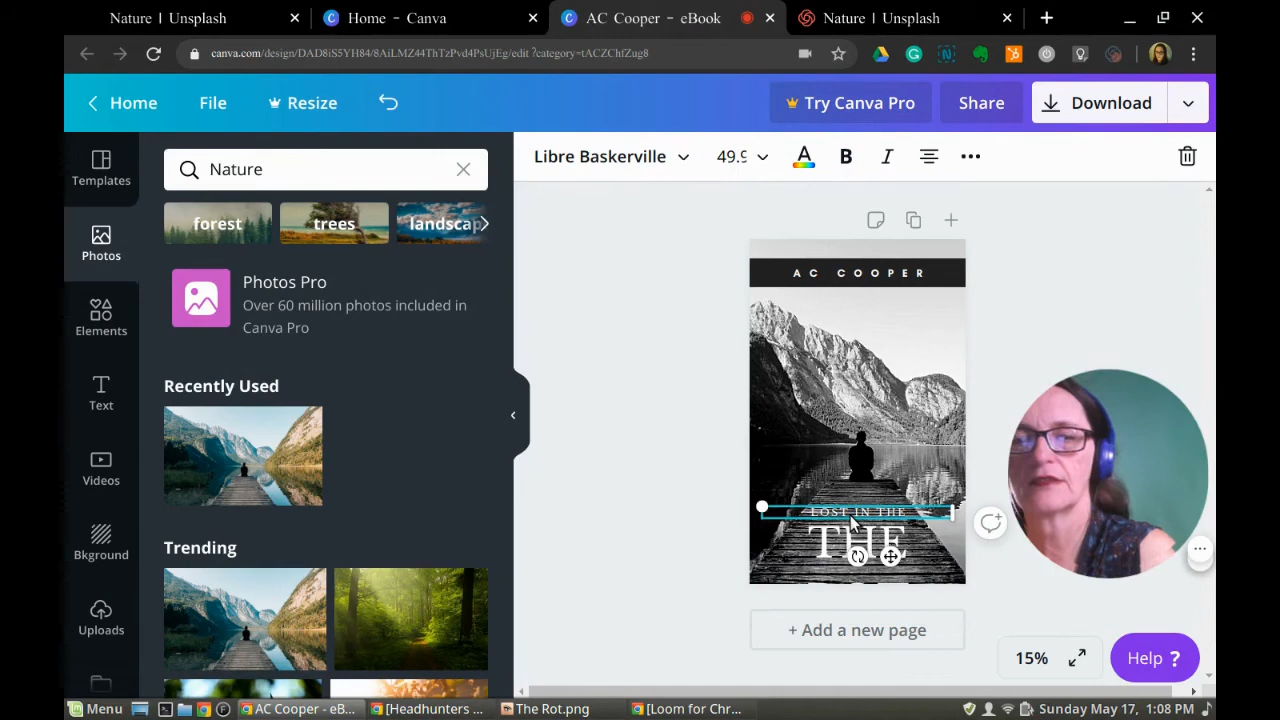 Nature | Unsplash
Home - Canva
AC Cooper - eBook
Nature | Unsplash
canva.com/design/DAD8iS5YH84/8AiLMZ44ThTzPvd4PsUjEg/edit?category=tACZChfZug8
Home
File
Resize
Try Canva Pro
Share
Download
Templates
Nature
Libre Baskerville
49.9
A
B
I
forest
trees
landscap
Photos
Photos Pro
Over 60 million photos included in
Canva Pro
AC COOPER
Elements
Recently Used
Text
Videos
LOST IN THE
THE
Bkground
Trending
Uploads
+ Add a new page
15%
Help ?
Menu
AC Cooper - eB...
[Headhunters ...
The Rot.png
[Loom for Chr...
Sunday May 17, 1:08 PM